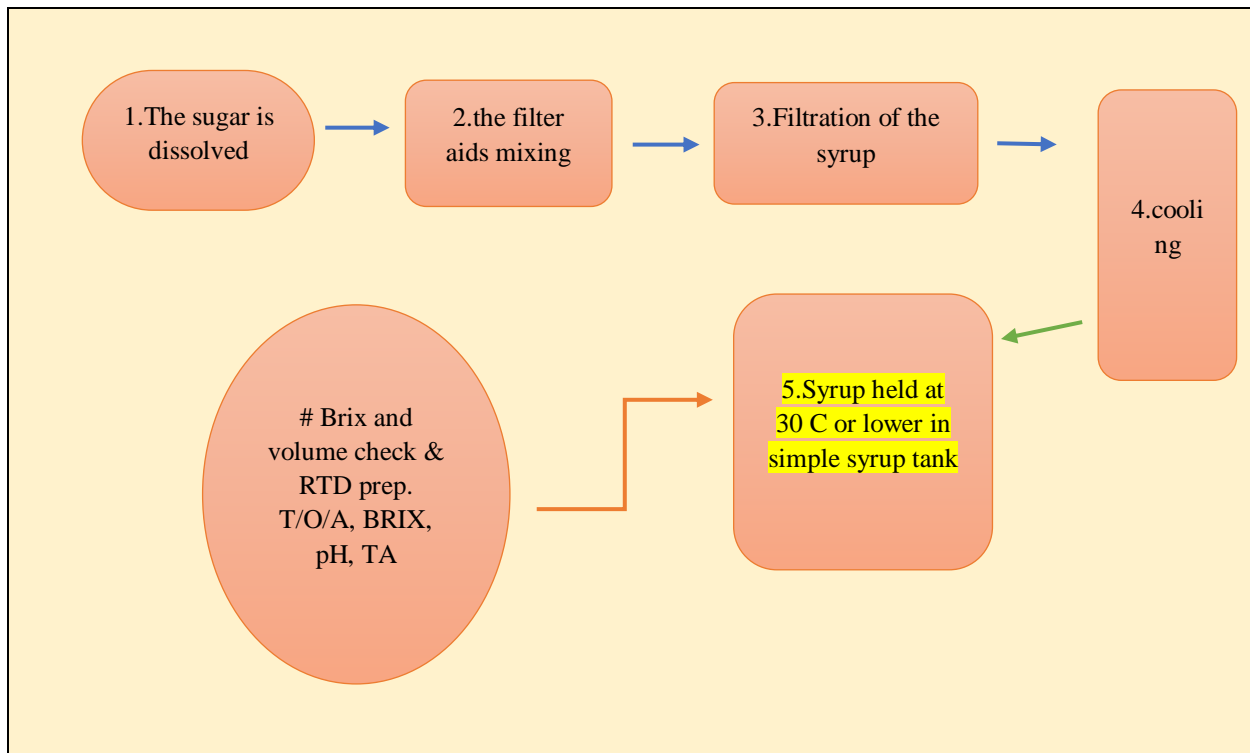 1.The sugar is
dissolved
2.the filter
aids mixing
3.Filtration of the
syrup
4.cooli
ng
5.Syrup held at
30 C or lower in
simple syrup tank
# Brix and
volume check &
RTD prep.
T/O/A, BRIX,
pH, TA